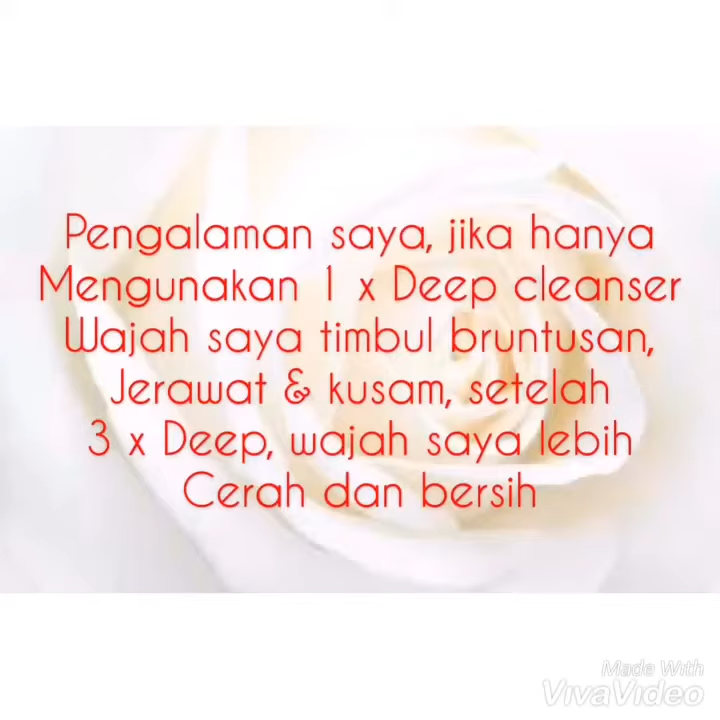 Pengalaman saya, jika hanya
Mengunakan 1 x Deep cleanser
Wajah saya timbul bruntusan,
Jerawat & kusam, setelah
3 x Deep, wajah saya lebih
Cerah dan bersih
Made With
VivaVideo